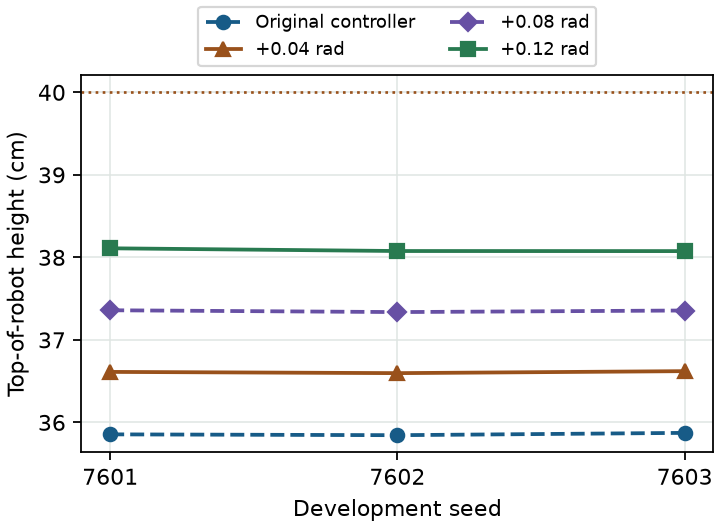 Original controller
+0.04 rad
+0.08 rad
+0.12 rad
Top-of-robot height (cm)
40
39
38
37
36
7601
7602
7603
Development seed